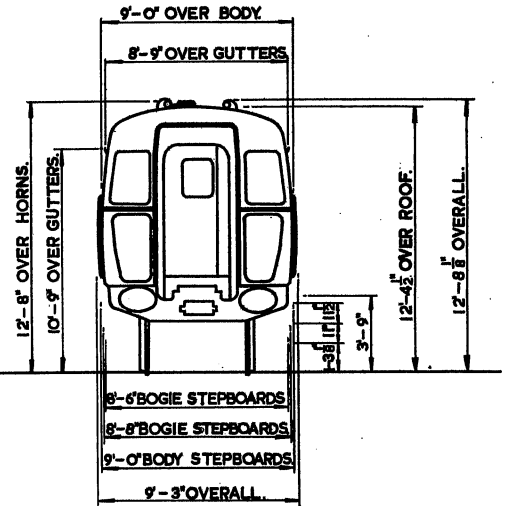 9'-0" OVER BODY.
8'-9" OVER GUTTERS.
12'-8" OVER HORNS.
10'-9" OVER GUTTERS.
12'-4½" OVER ROOF.
12'-8⅛" OVERALL.
3'-9"
11"
8'-6" BOGIE STEPBOARDS
8'-8" BOGIE STEPBOARDS.
9'-0" BODY STEPBOARDS.
9'-3" OVERALL.